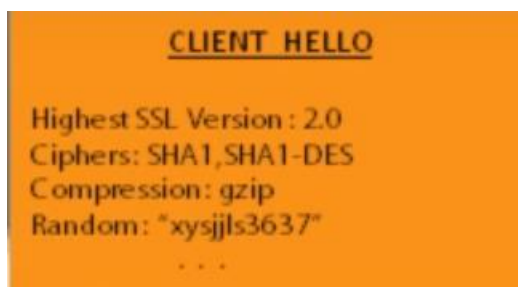 CLIENT HELLO
Highest SSL Version : 2.0
Ciphers: SHA1,SHA1-DES
Compression: gzip
Random: "xysjjls3637"
. . .